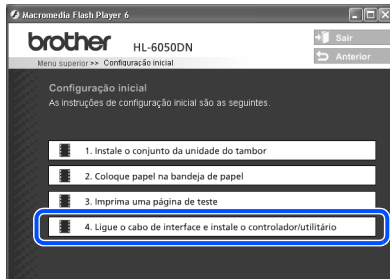 Macromedia Flash Player 6
brother HL-6050DN
Sair
Menu superior >> Configuração inicial
Anterior
Configuração inicial
As instruções de configuração inicial são as seguintes.
1. Instale o conjunto da unidade do tambor
2. Coloque papel na bandeja de papel
3. Imprima uma página de teste
4. Ligue o cabo de interface e instale o controlador/utilitário